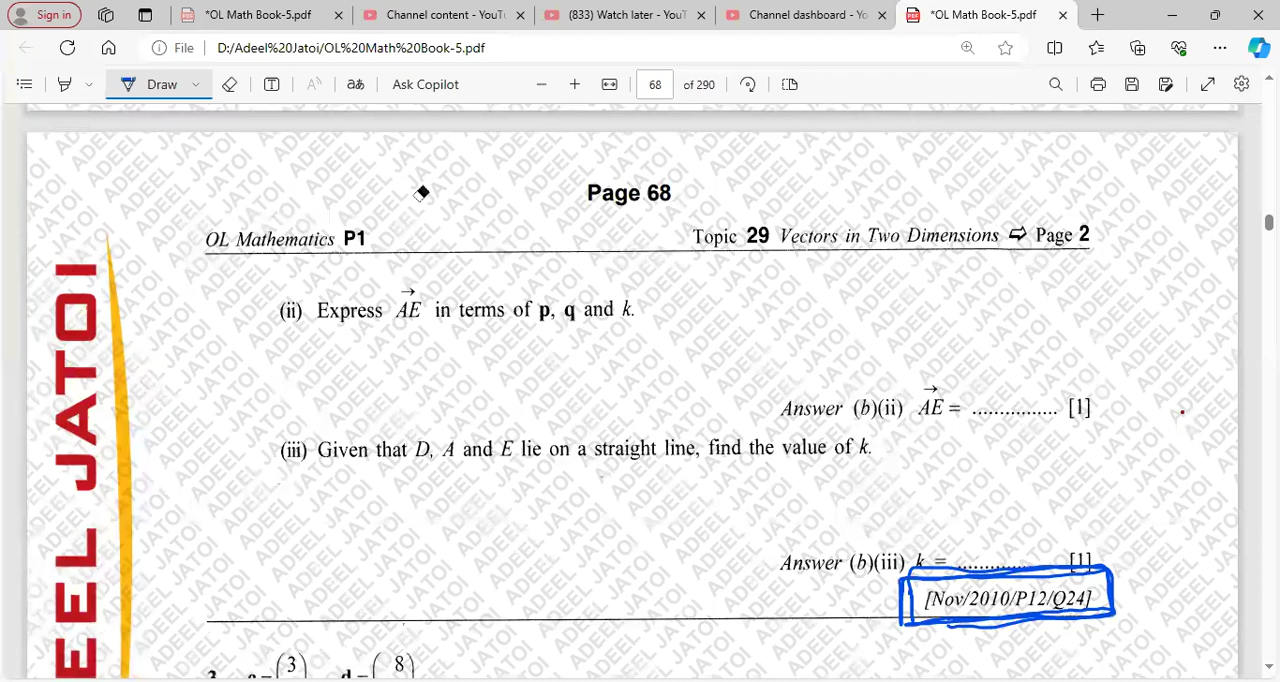 Sign in
*OL Math Book-5.pdf
Channel content - YouTu
(833) Watch later - YouT
Channel dashboard - Yo
*OL Math Book-5.pdf
File D:/Adeel%20Jatoi/OL%20Math%20Book-5.pdf
Draw
Ask Copilot
68 of 290
Page 68
OL Mathematics P1
Topic 29 Vectors in Two Dimensions ⇨ Page 2
(ii) Express AE in terms of p, q and k.
Answer (b)(ii) AE = ............... [1]
(iii) Given that D, A and E lie on a straight line, find the value of k.
Answer (b)(iii) k = ............... [1]
[Nov/2010/P12/Q24]
3 8
EEL JATOI
ADEEL JATOI